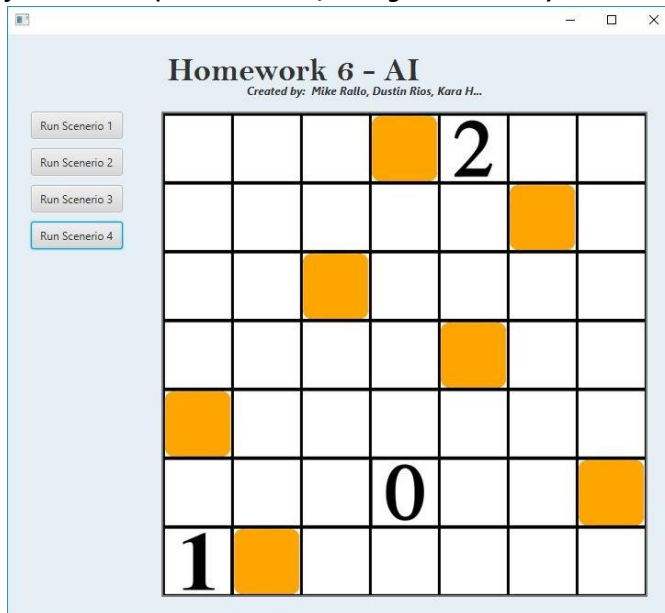 Homework 6 - AI
Created by: Mike Rallo, Dustin Rios, Kara H...
Run Scenerio 1
Run Scenerio 2
Run Scenerio 3
Run Scenerio 4
2
0
1